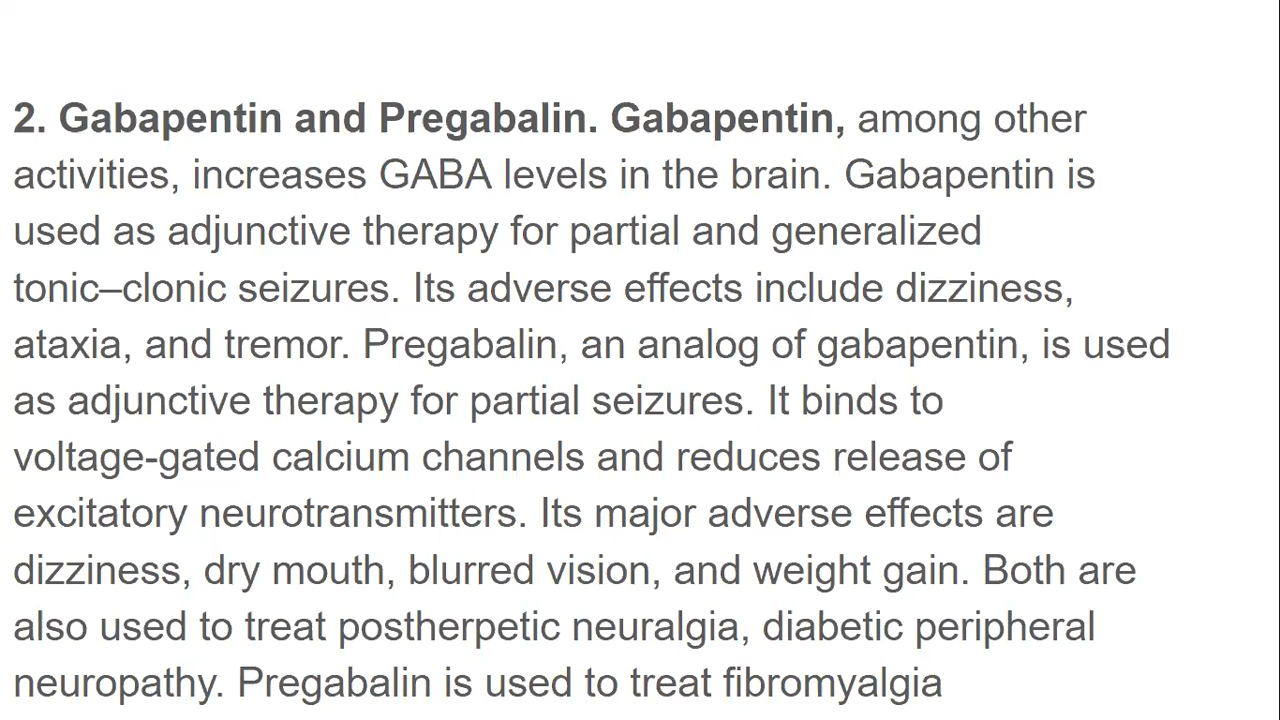 2. Gabapentin and Pregabalin. Gabapentin, among other
activities, increases GABA levels in the brain. Gabapentin is
used as adjunctive therapy for partial and generalized
tonic–clonic seizures. Its adverse effects include dizziness,
ataxia, and tremor. Pregabalin, an analog of gabapentin, is used
as adjunctive therapy for partial seizures. It binds to
voltage-gated calcium channels and reduces release of
excitatory neurotransmitters. Its major adverse effects are
dizziness, dry mouth, blurred vision, and weight gain. Both are
also used to treat postherpetic neuralgia, diabetic peripheral
neuropathy. Pregabalin is used to treat fibromyalgia